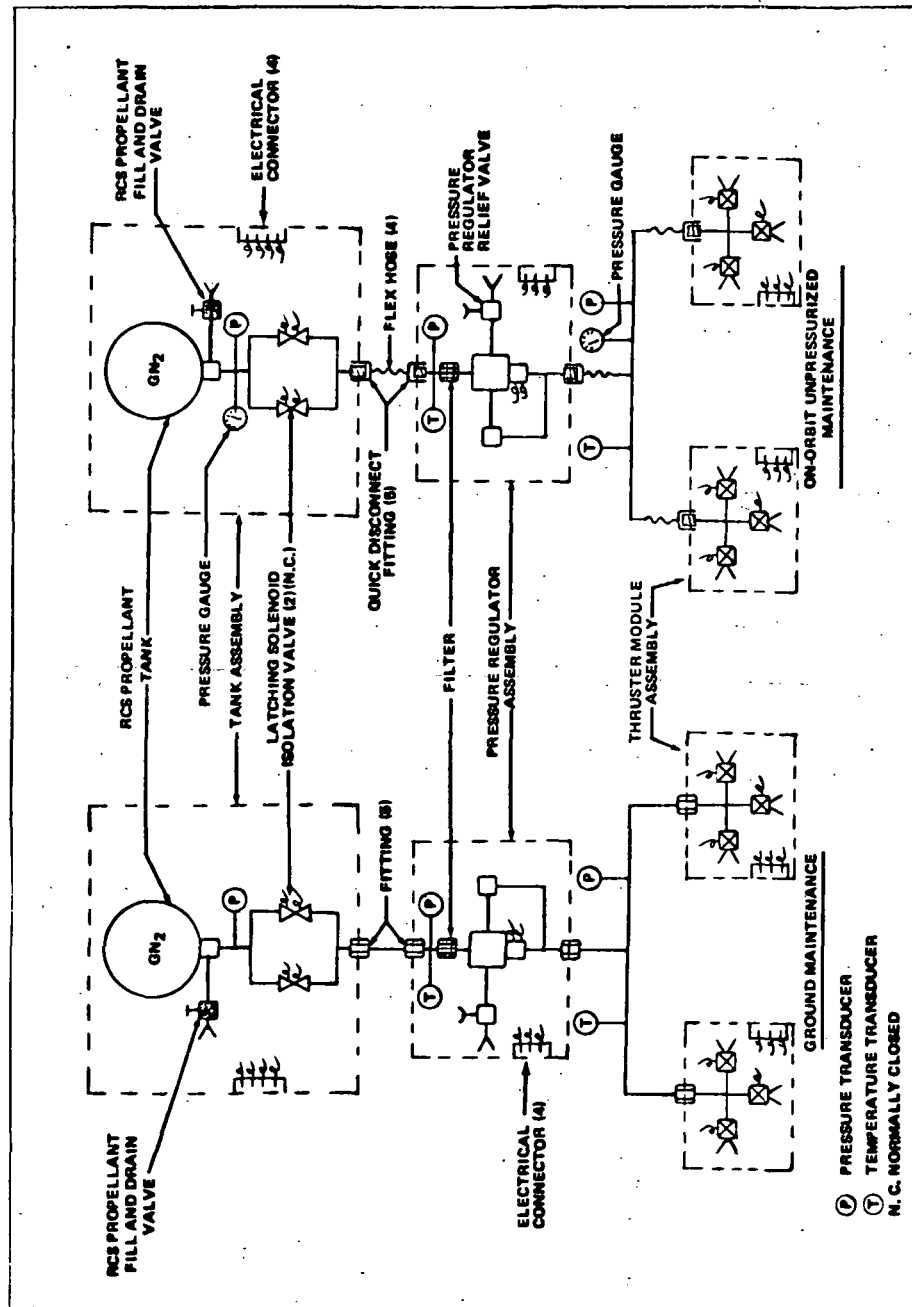 RCS PROPELLANT
FILL AND DRAIN
VALVE
RCS PROPELLANT
TANK
RCS PROPELLANT
FILL AND DRAIN
VALVE
GN₂
GN₂
P
P
PRESSURE GAUGE
TANK ASSEMBLY
ELECTRICAL
CONNECTOR (4)
LATCHING SOLENOID
ISOLATION VALVE (2)(N.C.)
FITTING (5)
QUICK DISCONNECT
FITTING (5)
FLEX HOSE (4)
T
P
T
P
FILTER
PRESSURE
REGULATOR
RELIEF VALVE
PRESSURE REGULATOR
ASSEMBLY
ELECTRICAL
CONNECTOR (4)
PRESSURE GAUGE
T
P
T
P
THRUSTER MODULE
ASSEMBLY
GROUND MAINTENANCE
ON-ORBIT UNPRESSURIZED
MAINTENANCE
P PRESSURE TRANSDUCER
T TEMPERATURE TRANSDUCER
N.C. NORMALLY CLOSED